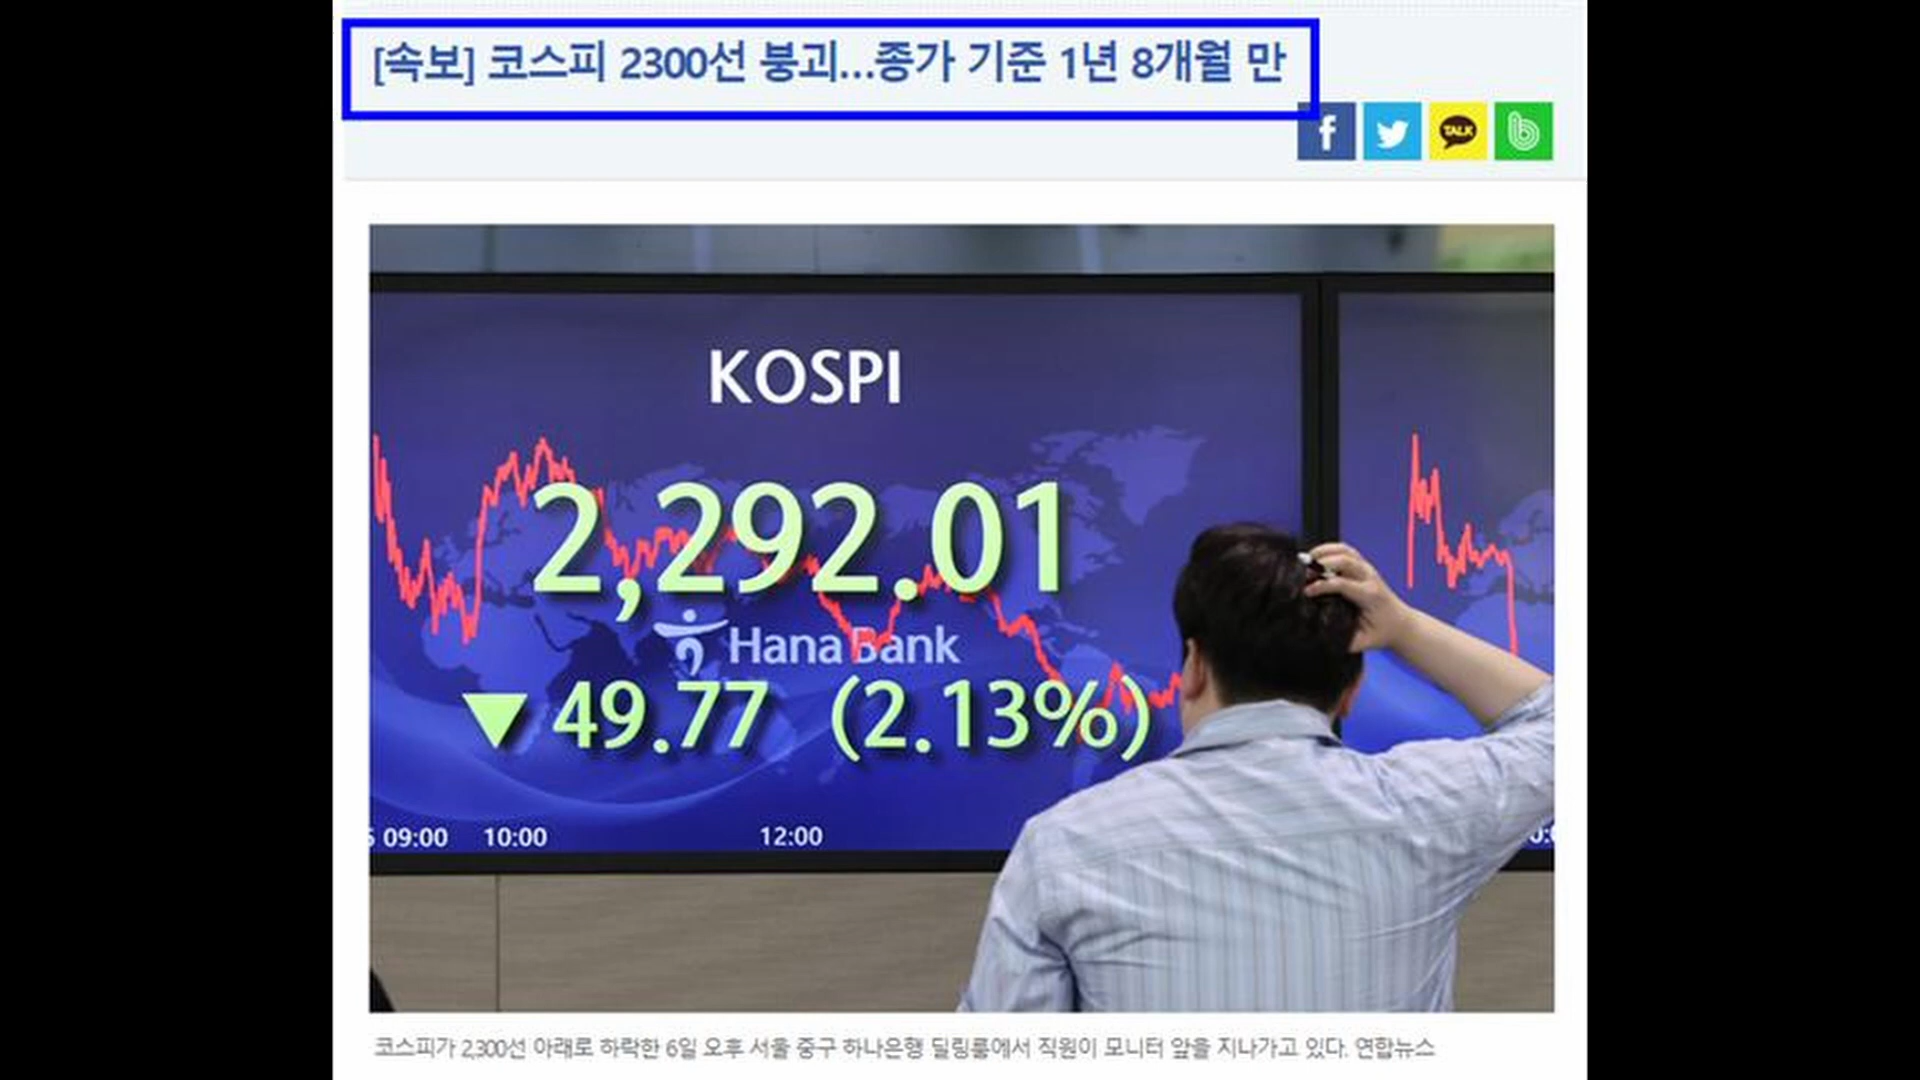 [속보] 코스피 2300선 붕괴...종가 기준 1년 8개월 만
f
TALK
b
KOSPI
2,292.01
Hana Bank
▼ 49.77 (2.13%)
09:00 10:00 12:00
코스피가 2,300선 아래로 하락한 6일 오후 서울 중구 하나은행 딜링룸에서 직원이 모니터 앞을 지나가고 있다. 연합뉴스